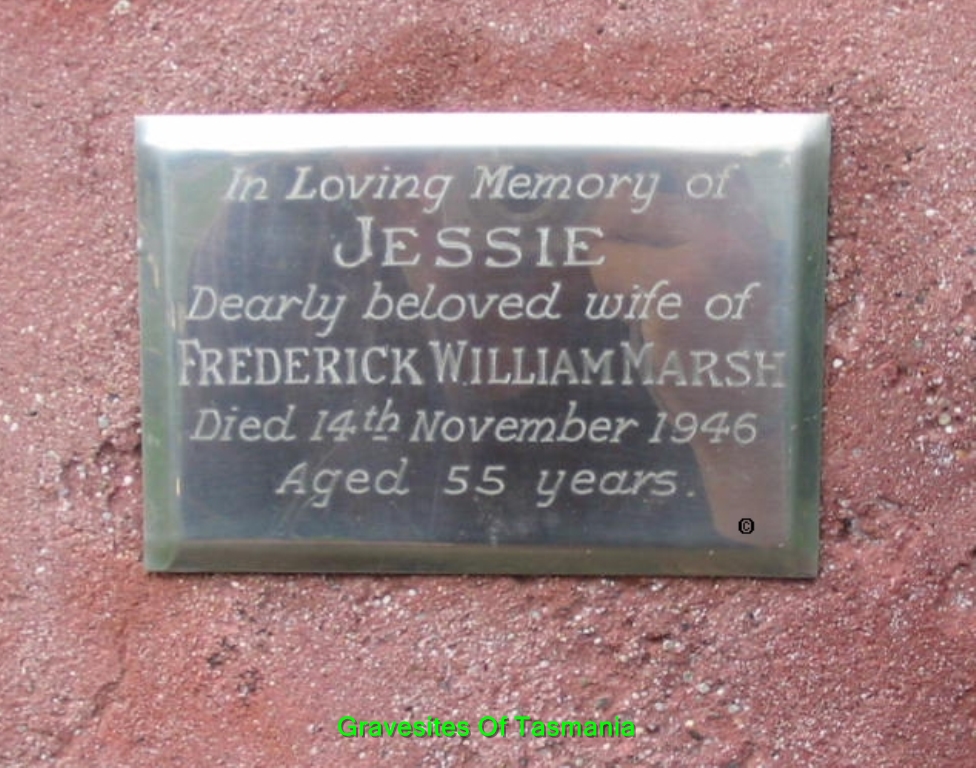 In Loving Memory of
JESSIE
Dearly beloved wife of
FREDERICK WILLIAM MARSH
Died 14th November 1946
Aged 55 years.
©
Gravesites Of Tasmania